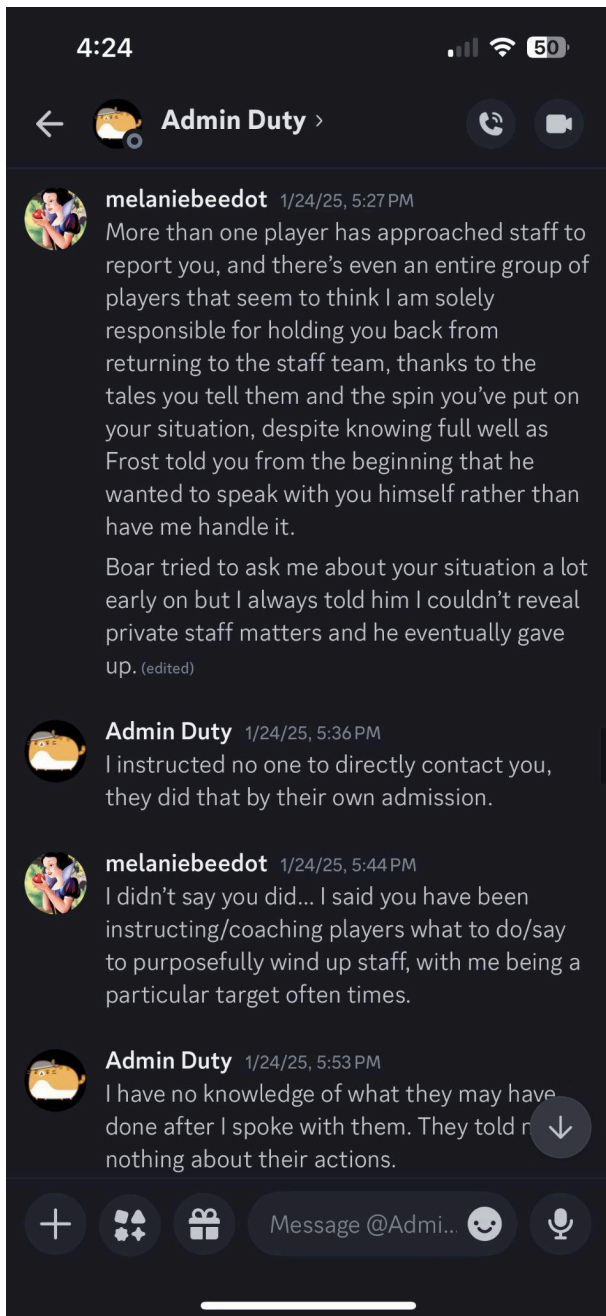 4:24
50
Admin Duty
melaniebeedot 1/24/25, 5:27 PM
More than one player has approached staff to
report you, and there’s even an entire group of
players that seem to think I am solely
responsible for holding you back from
returning to the staff team, thanks to the
tales you tell them and the spin you’ve put on
your situation, despite knowing full well as
Frost told you from the beginning that he
wanted to speak with you himself rather than
have me handle it.
Boar tried to ask me about your situation a lot
early on but I always told him I couldn’t reveal
private staff matters and he eventually gave
up. (edited)
Admin Duty 1/24/25, 5:36 PM
I instructed no one to directly contact you,
they did that by their own admission.
melaniebeedot 1/24/25, 5:44 PM
I didn’t say you did... I said you have been
instructing/coaching players what to do/say
to purposefully wind up staff, with me being a
particular target often times.
Admin Duty 1/24/25, 5:53 PM
I have no knowledge of what they may have
done after I spoke with them. They told
nothing about their actions.
Message @Admi...